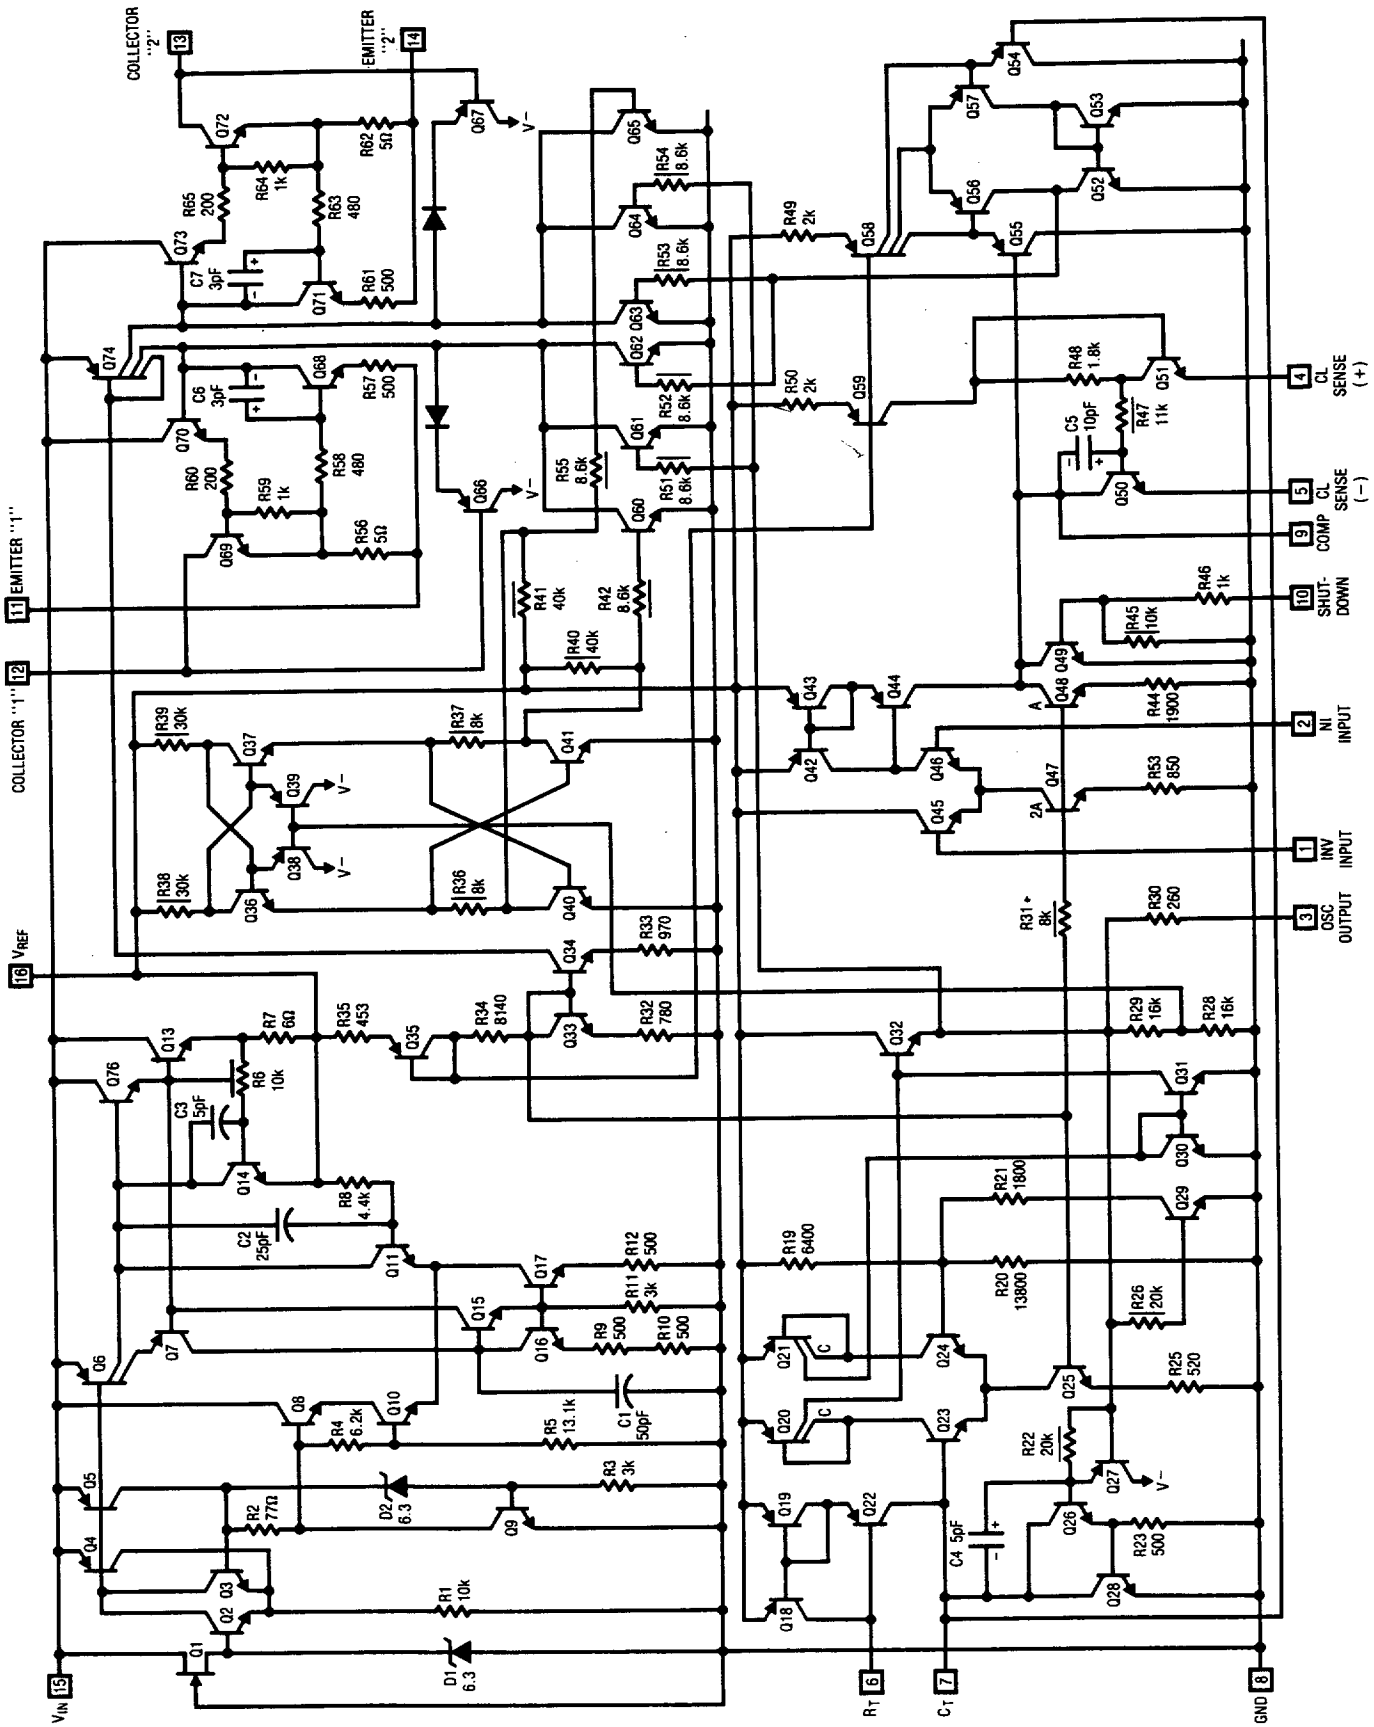 15
VIN
16
VREF
COLLECTOR "1"
12
11
EMITTER "1"
COLLECTOR
"2"
13
EMITTER
"2"
14
Q1
D1
6.3
Q2
Q3
Q4
Q5
R1
10k
R2
77Ω
D2
6.3
Q9
R3
3k
Q8
R4
6.2k
Q10
R5
13.1k
Q6
Q7
C1
50pF
Q15
Q16
Q17
R9
500
R10
500
R11
3k
R12
500
Q11
C2
25pF
R8
4.4k
Q14
C3
5pF
Q76
Q13
R6
10k
R7
6Ω
R35
453
Q35
R34
8140
Q33
Q34
R32
780
R33
970
R38
30k
R39
30k
Q36
Q37
Q38
Q39
V-
V-
R36
8k
R37
8k
Q40
Q41
R40
40k
R41
40k
R42
8.6k
R55
8.6k
Q74
Q70
Q73
R60
200
R59
1k
Q69
R56
5Ω
R58
480
C6
3pF
Q68
R57
500
Q66
V-
C7
3pF
Q71
R61
500
R65
200
R64
1k
R63
480
Q72
R62
5Ω
Q67
V-
Q60
Q61
R51
8.6k
Q62
R52
8.6k
Q63
R53
8.6k
Q64
R54
8.6k
Q65
Q18
Q19
Q22
Q20
C
Q21
C
Q23
Q24
R19
6400
R20
13800
R21
1800
Q25
R25
520
R22
20k
C4 5pF
Q26
Q27
V-
Q28
R23
500
R26
20k
Q29
Q30
Q31
Q32
R29
16k
R28
16k
R30
260
R31*
8k
Q42
Q43
Q44
Q45
Q46
Q47
2A
R53
850
Q48
A
R44
1900
Q49
R45
10k
R46
1k
R50
2k
Q59
R49
2k
Q58
C5
10pF
Q50
R47
11k
R48
1.8k
Q51
Q55
Q56
Q57
Q54
Q52
Q53
6
RT
7
CT
8
GND
3
OSC
OUTPUT
1
INV
INPUT
2
NI
INPUT
10
SHUT-
DOWN
9
COMP
5
CL
SENSE
(-)
4
CL
SENSE
(+)